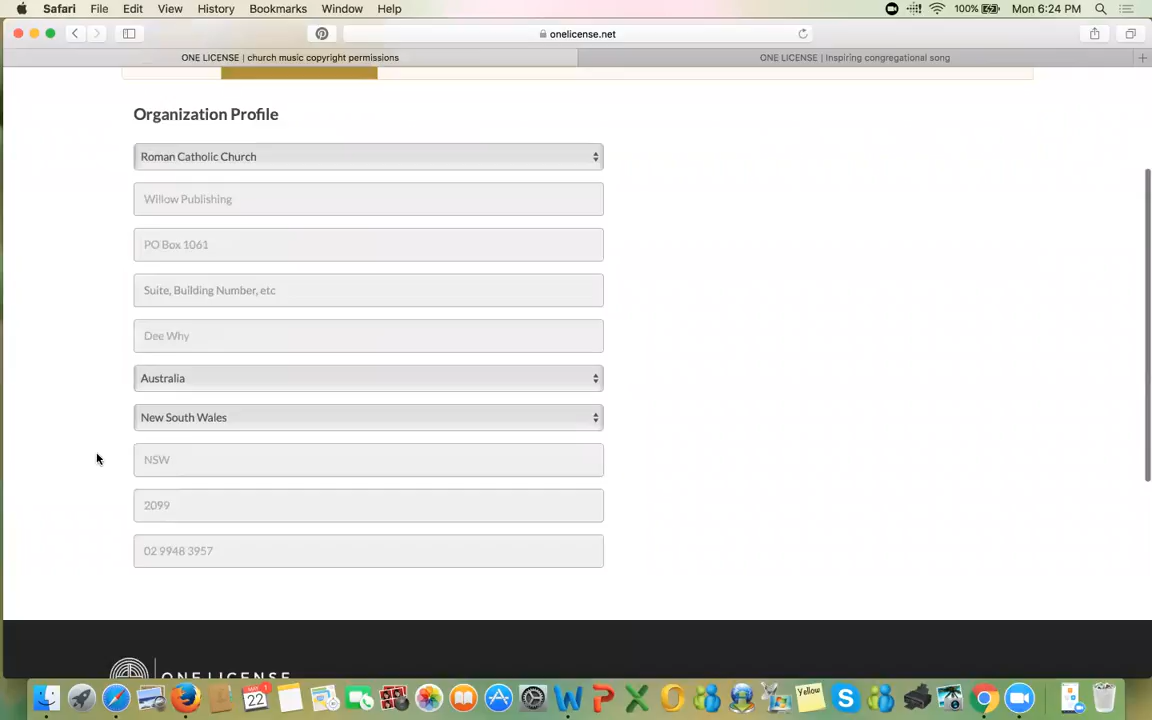 Safari File Edit View History Bookmarks Window Help 100% Mon 6:24 PM
onelicense.net
ONE LICENSE | church music copyright permissions ONE LICENSE | Inspiring congregational song
Organization Profile
Roman Catholic Church
Willow Publishing
PO Box 1061
Suite, Building Number, etc
Dee Why
Australia
New South Wales
NSW
2099
02 9948 3957
ONE LICENSE
22
Yellow